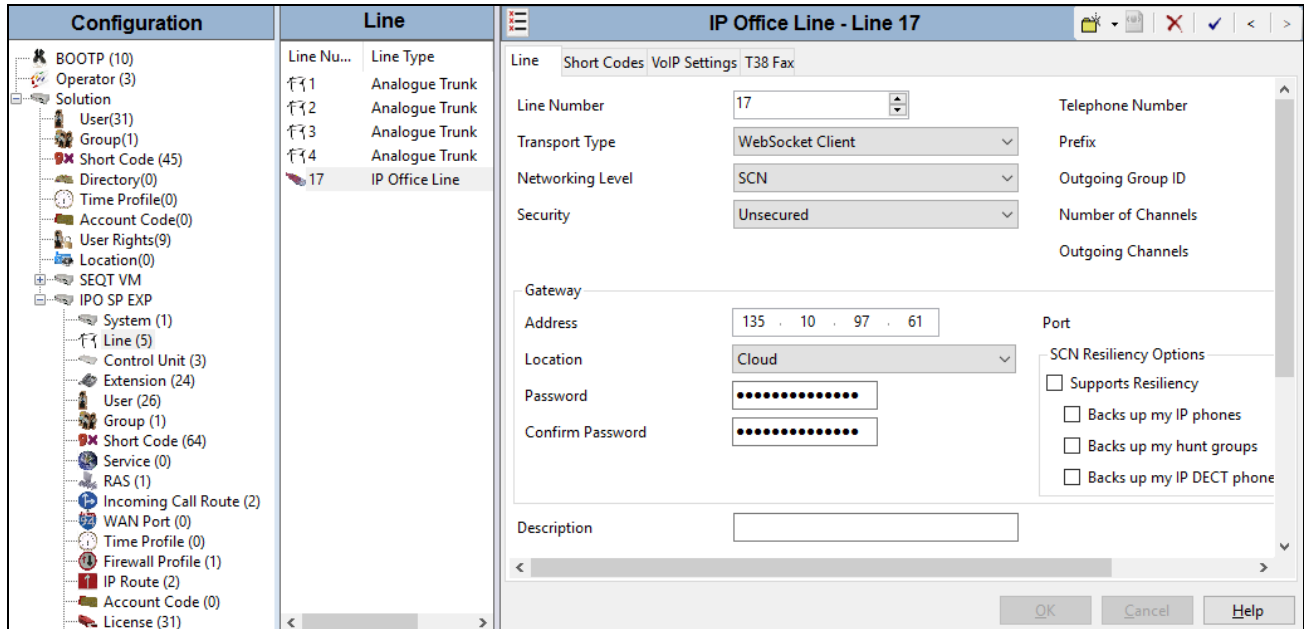 Configuration
BOOTP (10)
Operator (3)
Solution
User(31)
Group(1)
Short Code (45)
Directory(0)
Time Profile(0)
Account Code(0)
User Rights(9)
Location(0)
SEQT VM
IPO SP EXP
System (1)
Line (5)
Control Unit (3)
Extension (24)
User (26)
Group (1)
Short Code (64)
Service (0)
RAS (1)
Incoming Call Route (2)
WAN Port (0)
Time Profile (0)
Firewall Profile (1)
IP Route (2)
Account Code (0)
License (31)
Line
Line Nu... Line Type
1 Analogue Trunk
2 Analogue Trunk
3 Analogue Trunk
4 Analogue Trunk
17 IP Office Line
IP Office Line - Line 17
Line Short Codes VoIP Settings T38 Fax
Line Number 17 Telephone Number
Transport Type WebSocket Client Prefix
Networking Level SCN Outgoing Group ID
Security Unsecured Number of Channels
Outgoing Channels
Gateway
Address 135 . 10 . 97 . 61 Port
Location Cloud SCN Resiliency Options
Supports Resiliency
Password ●●●●●●●●●●●●●● Backs up my IP phones
Confirm Password ●●●●●●●●●●●●●● Backs up my hunt groups
Backs up my IP DECT phone
Description
OK Cancel Help